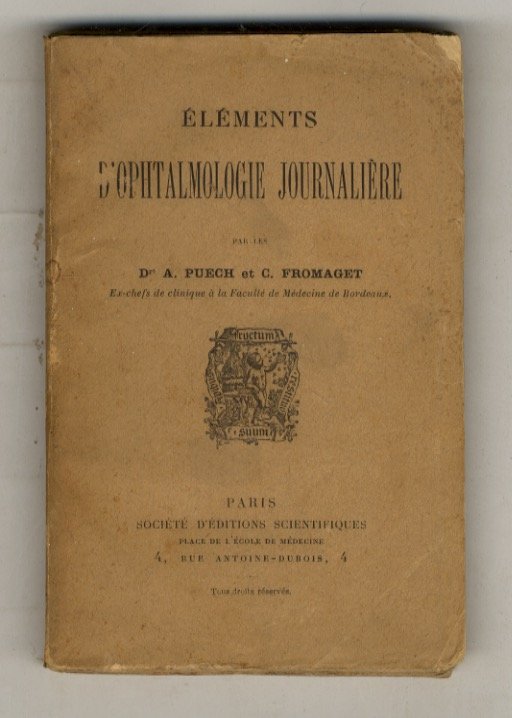 ÉLÉMENTS
D'OPHTALMOLOGIE JOURNALIÈRE
PAR LES
Drs A. PUECH et C. FROMAGET
Ex-chefs de clinique à la Faculté de Médecine de Bordeaux.
fructum
suum
PARIS
SOCIÉTÉ D'ÉDITIONS SCIENTIFIQUES
PLACE DE L'ÉCOLE DE MÉDECINE
4, RUE ANTOINE-DUBOIS, 4
Tous droits réservés.